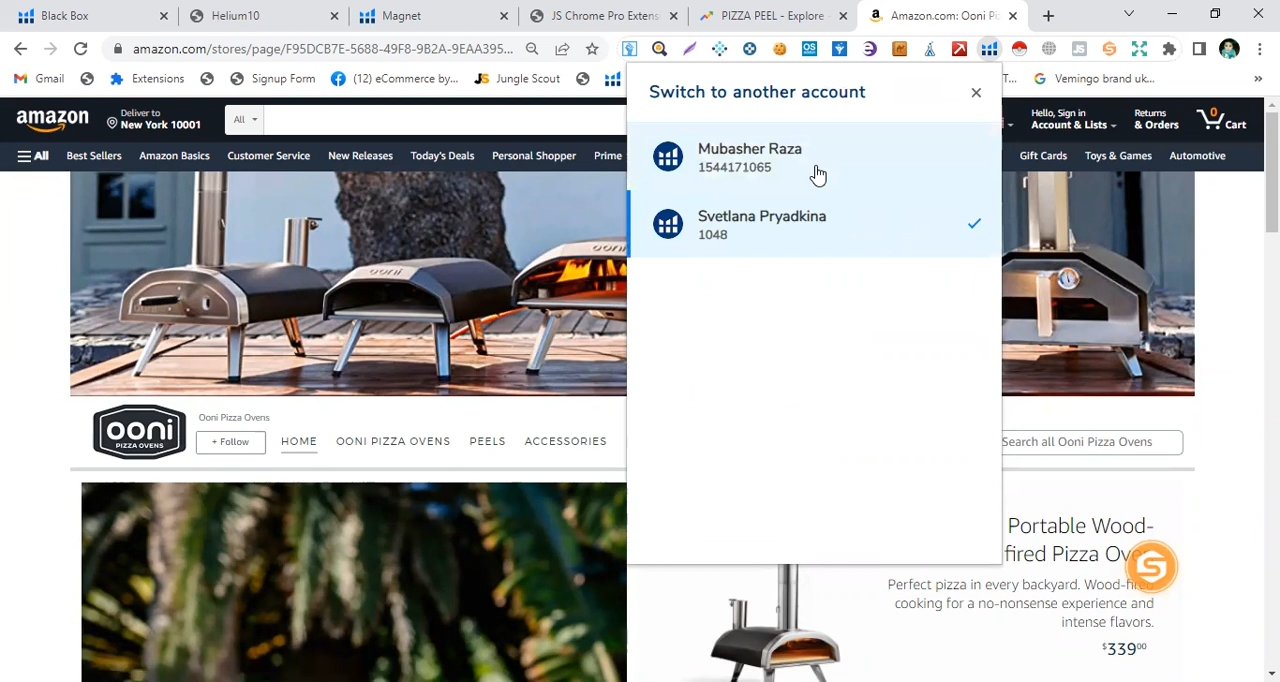 Black Box
Helium10
Magnet
JS Chrome Pro Extens
PIZZA PEEL - Explore
Amazon.com: Ooni Pi
amazon.com/stores/page/F95DCB7E-5688-49F8-9B2A-9EAA395...
Gmail
Extensions
Signup Form
(12) eCommerce by...
Jungle Scout
T...
Vemingo brand uk...
»
Switch to another account
Mubasher Raza
1544171065
Svetlana Pryadkina
1048
amazon
Deliver to
New York 10001
All
Hello, Sign in
Account & Lists
Returns
& Orders
0
Cart
All
Best Sellers
Amazon Basics
Customer Service
New Releases
Today's Deals
Personal Shopper
Prime
Gift Cards
Toys & Games
Automotive
ooni
ooni
PIZZA OVENS
Ooni Pizza Ovens
+ Follow
HOME
OONI PIZZA OVENS
PEELS
ACCESSORIES
Search all Ooni Pizza Ovens
Portable Wood-
fired Pizza Oven
Perfect pizza in every backyard. Wood-fired
cooking for a no-nonsense experience and
intense flavors.
$33900